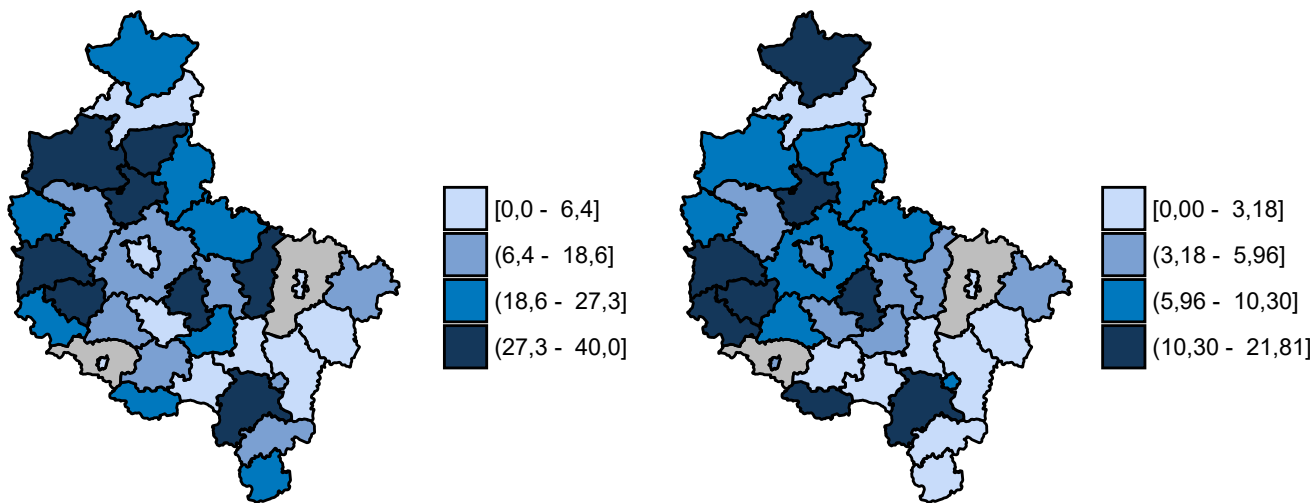 [0,0 - 6,4]
(6,4 - 18,6]
(18,6 - 27,3]
(27,3 - 40,0]
[0,00 - 3,18]
(3,18 - 5,96]
(5,96 - 10,30]
(10,30 - 21,81]